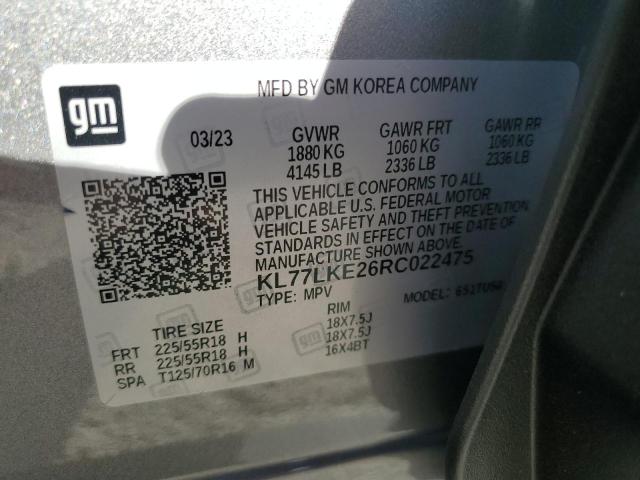 gm
MFD BY GM KOREA COMPANY
03/23 GVWR GAWR FRT GAWR RR
1880 KG 1060 KG 1060 KG
4145 LB 2336 LB 2336 LB
THIS VEHICLE CONFORMS TO ALL
APPLICABLE U.S. FEDERAL MOTOR
VEHICLE SAFETY AND THEFT PREVENTION
STANDARDS IN EFFECT ON THE DATE OF
MANUFACTURE SHOWN ABOVE.
KL77LKE26RC022475
TYPE: MPV MODEL:
TIRE SIZE RIM
FRT 225/55R18 H 18X7.5J
RR 225/55R18 H 18X7.5J
SPA T125/70R16 M 16X4BT